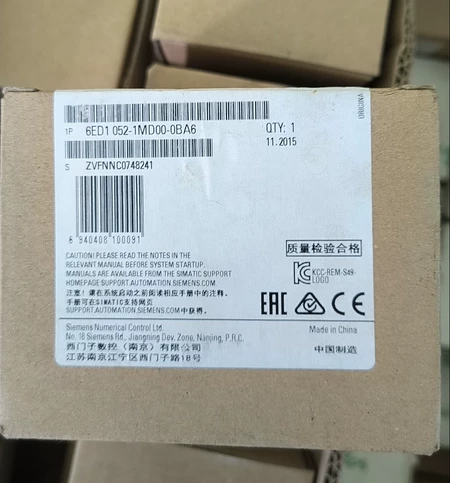 1P 6ED1 052-1MD00-0BA6 QTY: 1
11.2015
S ZVFNNC0748241
6 940408 100091
CAUTION! PLEASE READ THE NOTES IN THE
RELEVANT MANUAL BEFORE SYSTEM STARTUP.
MANUALS ARE AVAILABLE FROM THE SIMATIC SUPPORT
HOMEPAGE SUPPORT.AUTOMATION.SIEMENS.COM
注意!请在系统启动之前阅读相应手册中的注释。
手册可在SIMATIC支持网页
SUPPORT.AUTOMATION.SIEMENS.COM中获得。
质量检验合格
KCC-REM-S49-
LOGO
EAC CE
Siemens Numerical Control Ltd.
No. 18 Siemens Rd., Jiangning Dev. Zone, Nanjing, P.R.C.
西门子数控(南京)有限公司
江苏南京江宁区西门子路18号
Made in China
中国制造